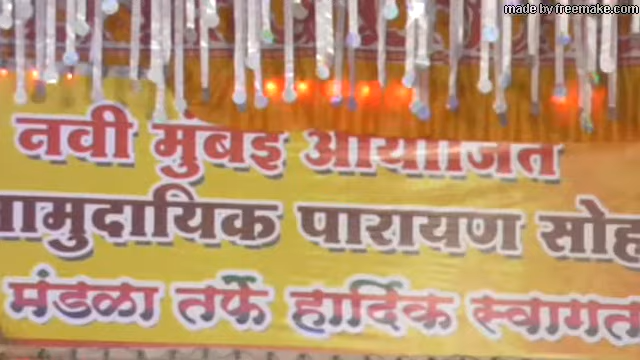 made by freemake.com
नवी मुंबई आयोजित
सामुदायिक पारायण सोह
मंडळा तर्फे हार्दिक स्वागत